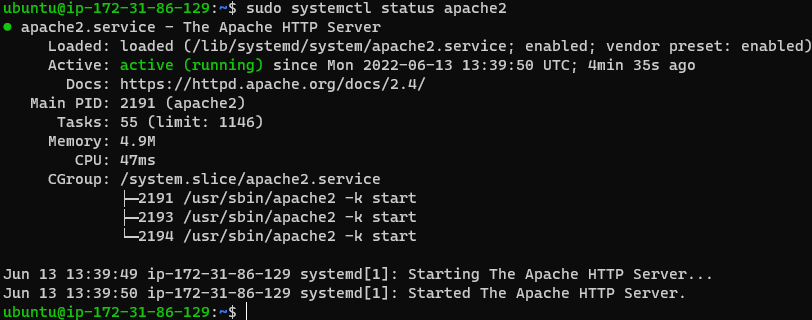 ubuntu@ip-172-31-86-129:~$ sudo systemctl status apache2
● apache2.service - The Apache HTTP Server
     Loaded: loaded (/lib/systemd/system/apache2.service; enabled; vendor preset: enabled)
     Active: active (running) since Mon 2022-06-13 13:39:50 UTC; 4min 35s ago
       Docs: https://httpd.apache.org/docs/2.4/
   Main PID: 2191 (apache2)
      Tasks: 55 (limit: 1146)
     Memory: 4.9M
        CPU: 47ms
     CGroup: /system.slice/apache2.service
             ├─2191 /usr/sbin/apache2 -k start
             ├─2193 /usr/sbin/apache2 -k start
             └─2194 /usr/sbin/apache2 -k start

Jun 13 13:39:49 ip-172-31-86-129 systemd[1]: Starting The Apache HTTP Server...
Jun 13 13:39:50 ip-172-31-86-129 systemd[1]: Started The Apache HTTP Server.
ubuntu@ip-172-31-86-129:~$